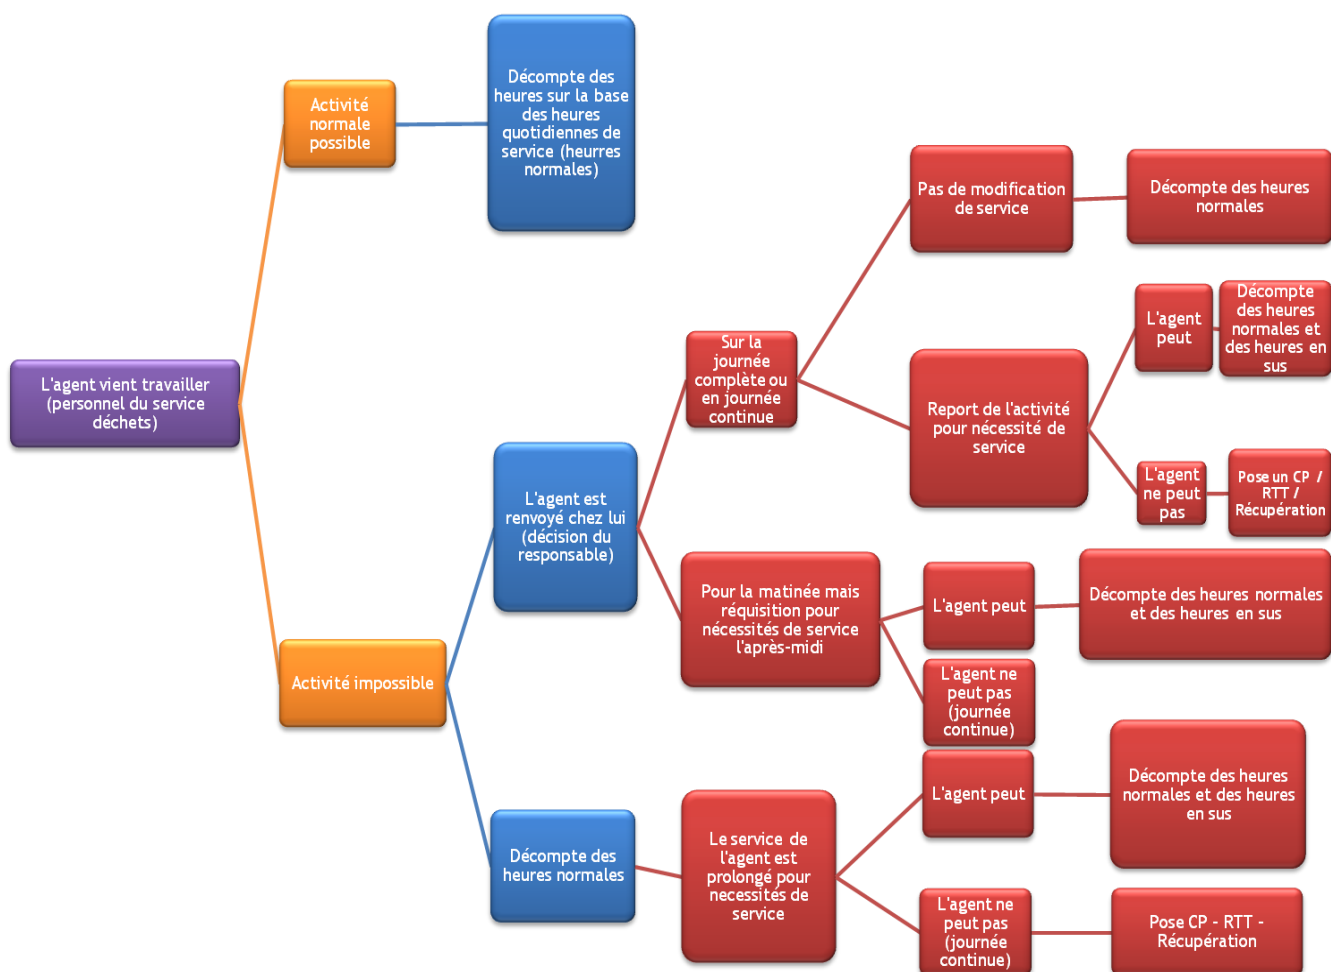 L'agent vient travailler
(personnel du service
déchets)
Activité
normale
possible
Décompte des
heures sur la base
des heures
quotidiennes de
service (heurres
normales)
Activité impossible
L'agent est
renvoyé chez lui
(décision du
responsable)
Sur la
journée
complète ou
en journée
continue
Pas de modification
de service
Décompte des heures
normales
Report de l'activité
pour nécessité de
service
L'agent
peut
Décompte
des heures
normales et
des heures en
sus
L'agent
ne peut
pas
Pose un CP /
RTT /
Récupération
Pour la matinée mais
réquisition pour
nécessités de service
l'après-midi
L'agent peut
Décompte des heures normales
et des heures en sus
L'agent ne
peut pas
(journée
continue)
Décompte des
heures normales
Le service de
l'agent est
prolongé pour
necessités de
service
L'agent peut
Décompte des heures
normales et des heures
en sus
L'agent ne
peut pas
(journée
continue)
Pose CP - RTT -
Récupération